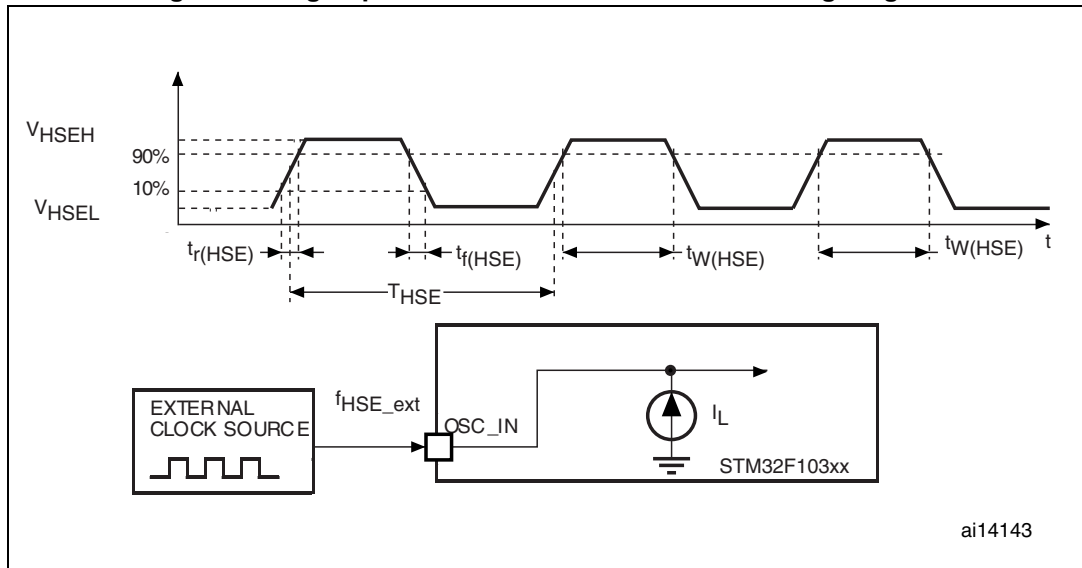 VHSEH
90%
10%
VHSEL
tr(HSE)
tf(HSE)
tW(HSE)
tW(HSE)
t
THSE
EXTERNAL
CLOCK SOURCE
fHSE_ext
OSC_IN
IL
STM32F103xx
ai14143